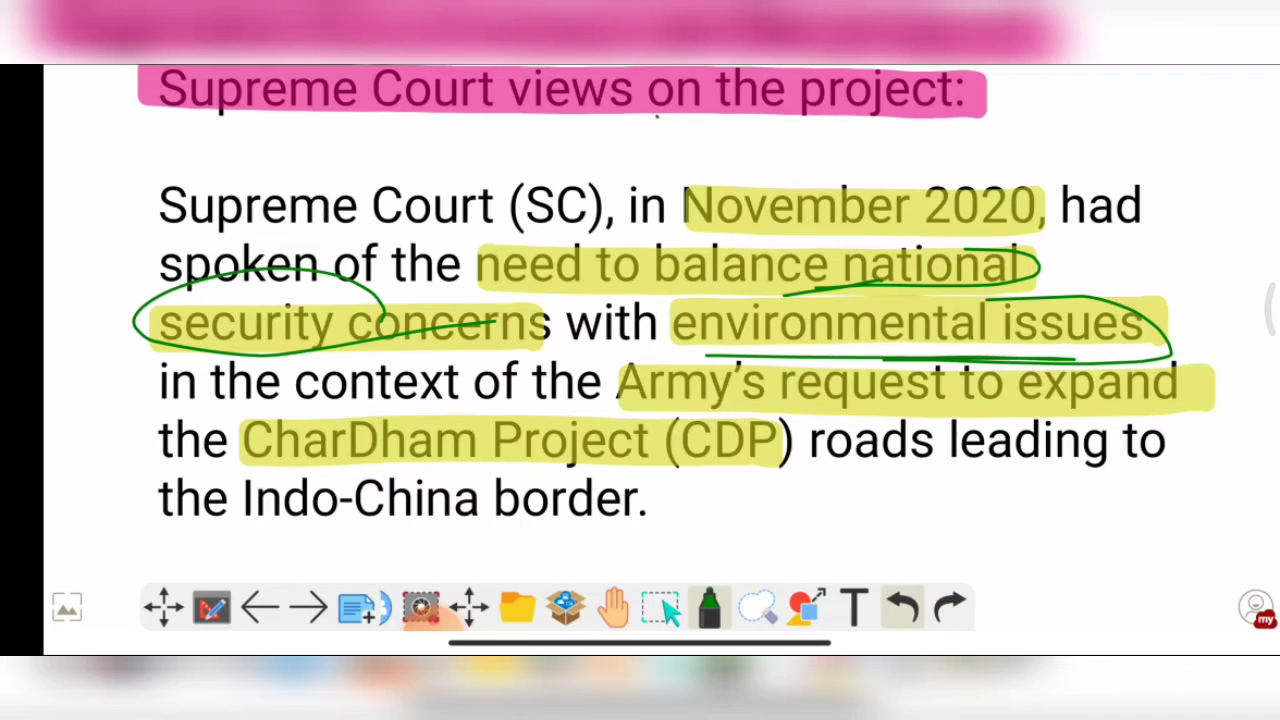 Supreme Court views on the project:
Supreme Court (SC), in November 2020, had
spoken of the need to balance national
security concerns with environmental issues
in the context of the Army's request to expand
the CharDham Project (CDP) roads leading to
the Indo-China border.
T
my